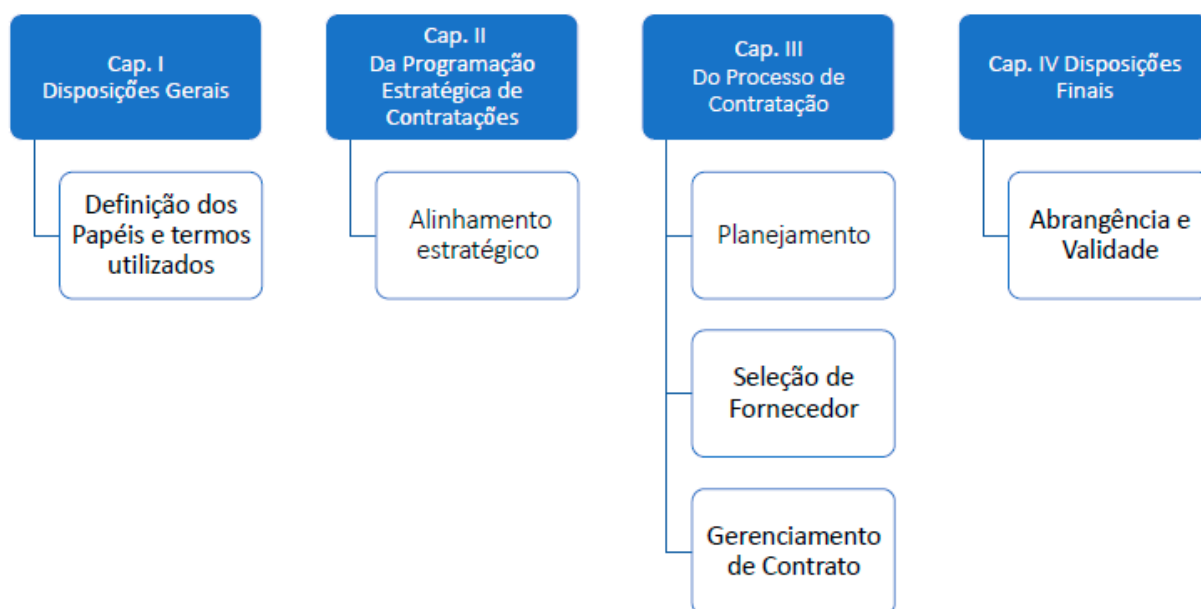 Cap. I
Disposições Gerais
Definição dos
Papéis e termos
utilizados
Cap. II
Da Programação
Estratégica de
Contratações
Alinhamento
estratégico
Cap. III
Do Processo de
Contratação
Planejamento
Seleção de
Fornecedor
Gerenciamento
de Contrato
Cap. IV Disposições
Finais
Abrangência e
Validade